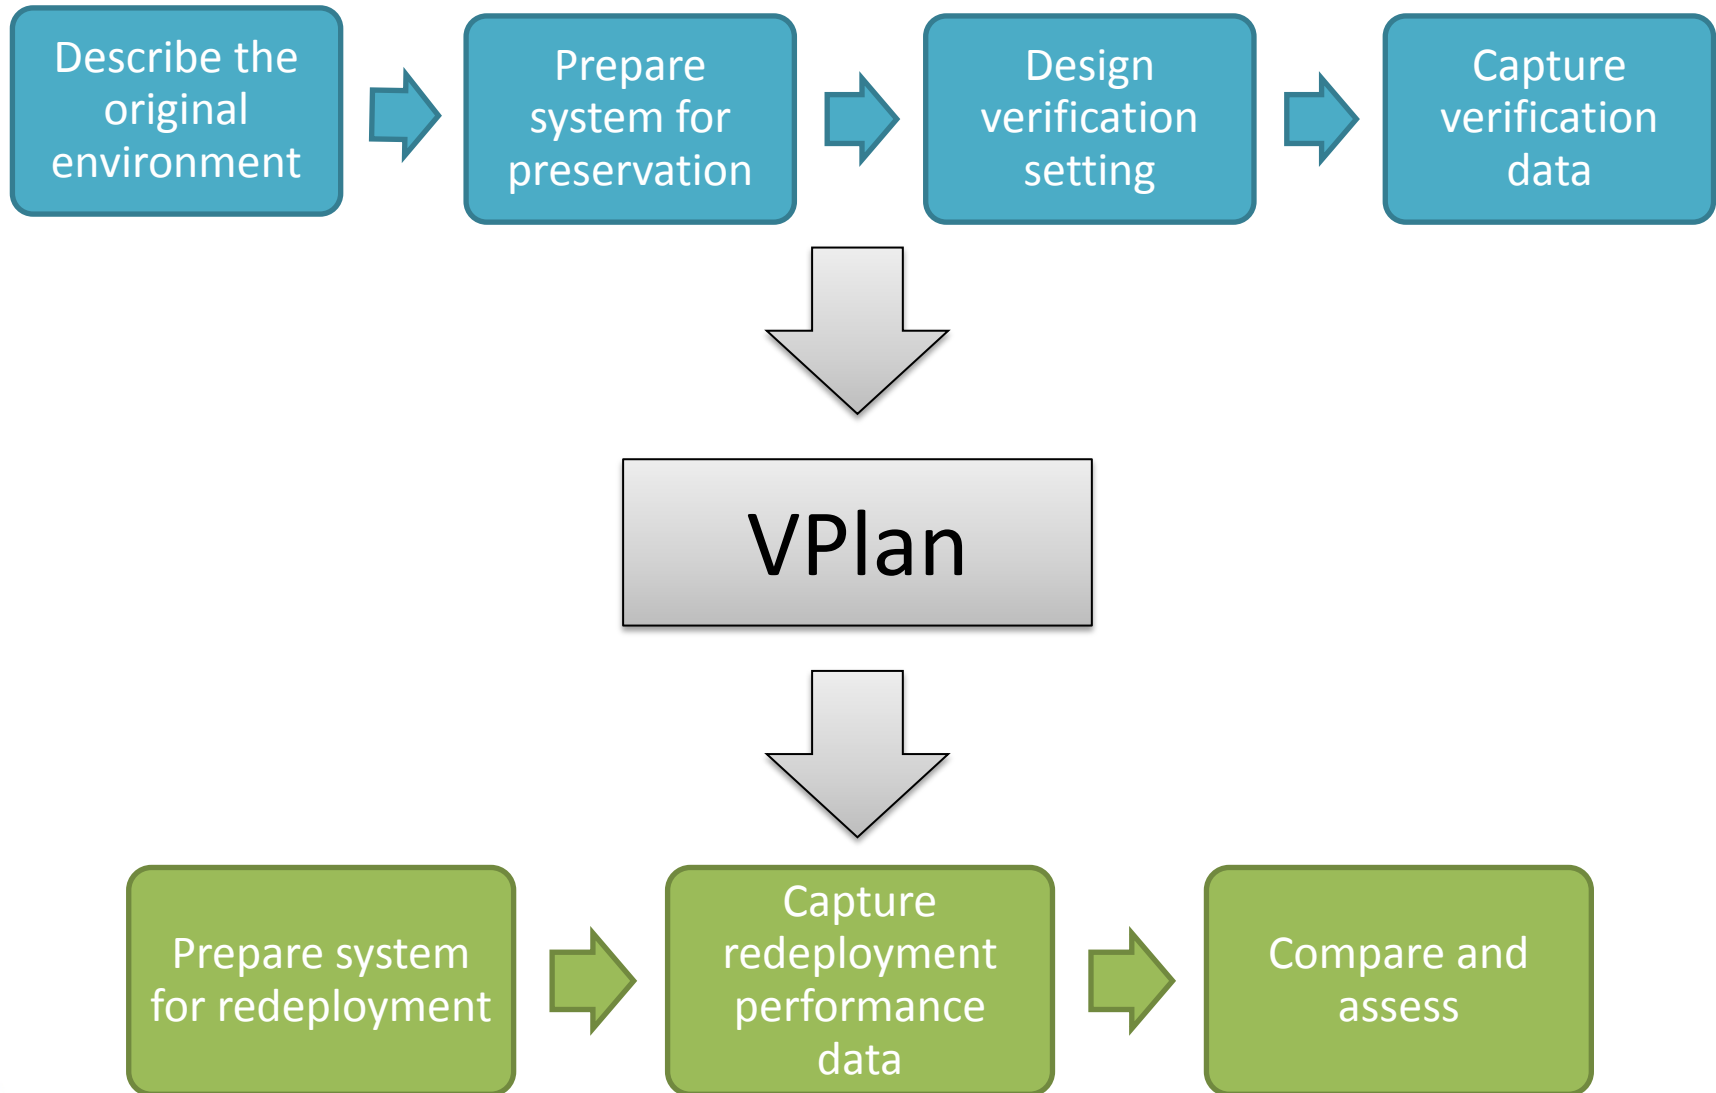 Describe the
original
environment
Prepare
system for
preservation
Design
verification
setting
Capture
verification
data
VPlan
Prepare system
for redeployment
Capture
redeployment
performance
data
Compare and
assess